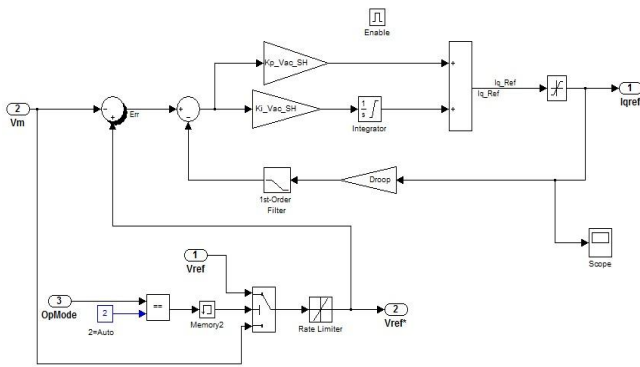 Enable
Kp_Vac_SH
+
Iq_Ref
Iq_Ref
2
Vm
-
+
Err
+
-
Ki_Vac_SH
1
s
Integrator
+
1
Iqref
1st-Order
Filter
Droop
Scope
1
Vref
3
OpMode
2
2=Auto
==
Memory2
Rate Limiter
2
Vref*